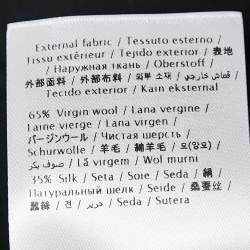 External fabric / Tessuto esterno /
Tissu extérieur / Tejido exterior / 表地
/ Наружная ткань / Oberstoff /
外部面料 / 外部布料 / 외부 소재 / قماش خارجي
/ Tecido exterior / Kain eksternal
65% Virgin wool / Lana vergine /
Laine vierge / Lana virgen /
バージンウール / Чистая шерсть /
Schurwolle / 羊毛 / 綿羊毛 / 모(양모) /
صوف بكر / Lã virgem / Wol murni
35% Silk / Seta / Soie / Seda / 絹
/ Натуральный шелк / Seide / 桑蚕丝 /
蠶絲 / 견 / حرير / Seda / Sutera